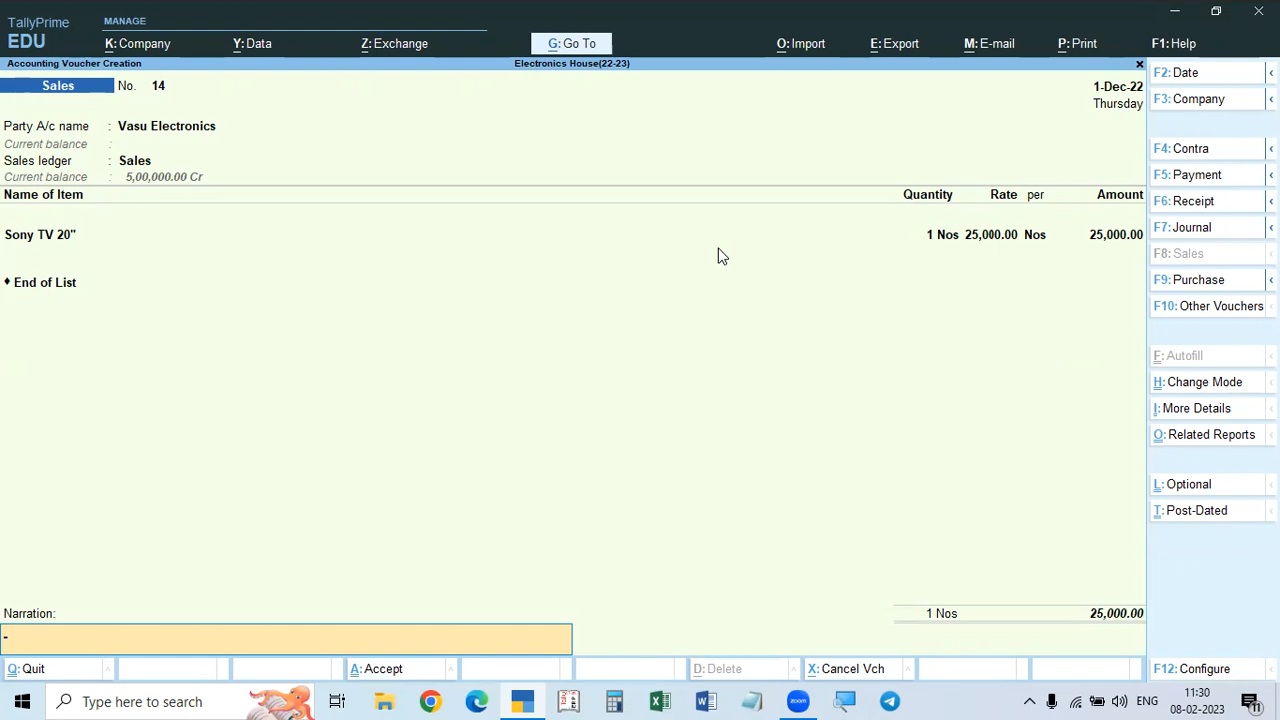 TallyPrime
EDU
MANAGE
K: Company
Y: Data
Z: Exchange
G: Go To
O: Import
E: Export
M: E-mail
P: Print
F1: Help
Accounting Voucher Creation
Electronics House(22-23)
×
Sales
No. 14
1-Dec-22
Thursday
Party A/c name : Vasu Electronics
Current balance :
Sales ledger : Sales
Current balance : 5,00,000.00 Cr
Name of Item Quantity Rate per Amount
Sony TV 20" 1 Nos 25,000.00 Nos 25,000.00
♦ End of List
Narration:
1 Nos 25,000.00
-
Q: Quit
A: Accept
D: Delete
X: Cancel Vch
F2: Date
F3: Company
F4: Contra
F5: Payment
F6: Receipt
F7: Journal
F8: Sales
F9: Purchase
F10: Other Vouchers
F: Autofill
H: Change Mode
I: More Details
O: Related Reports
L: Optional
T: Post-Dated
F12: Configure
Type here to search
zoom
ENG
11:30
08-02-2023
11